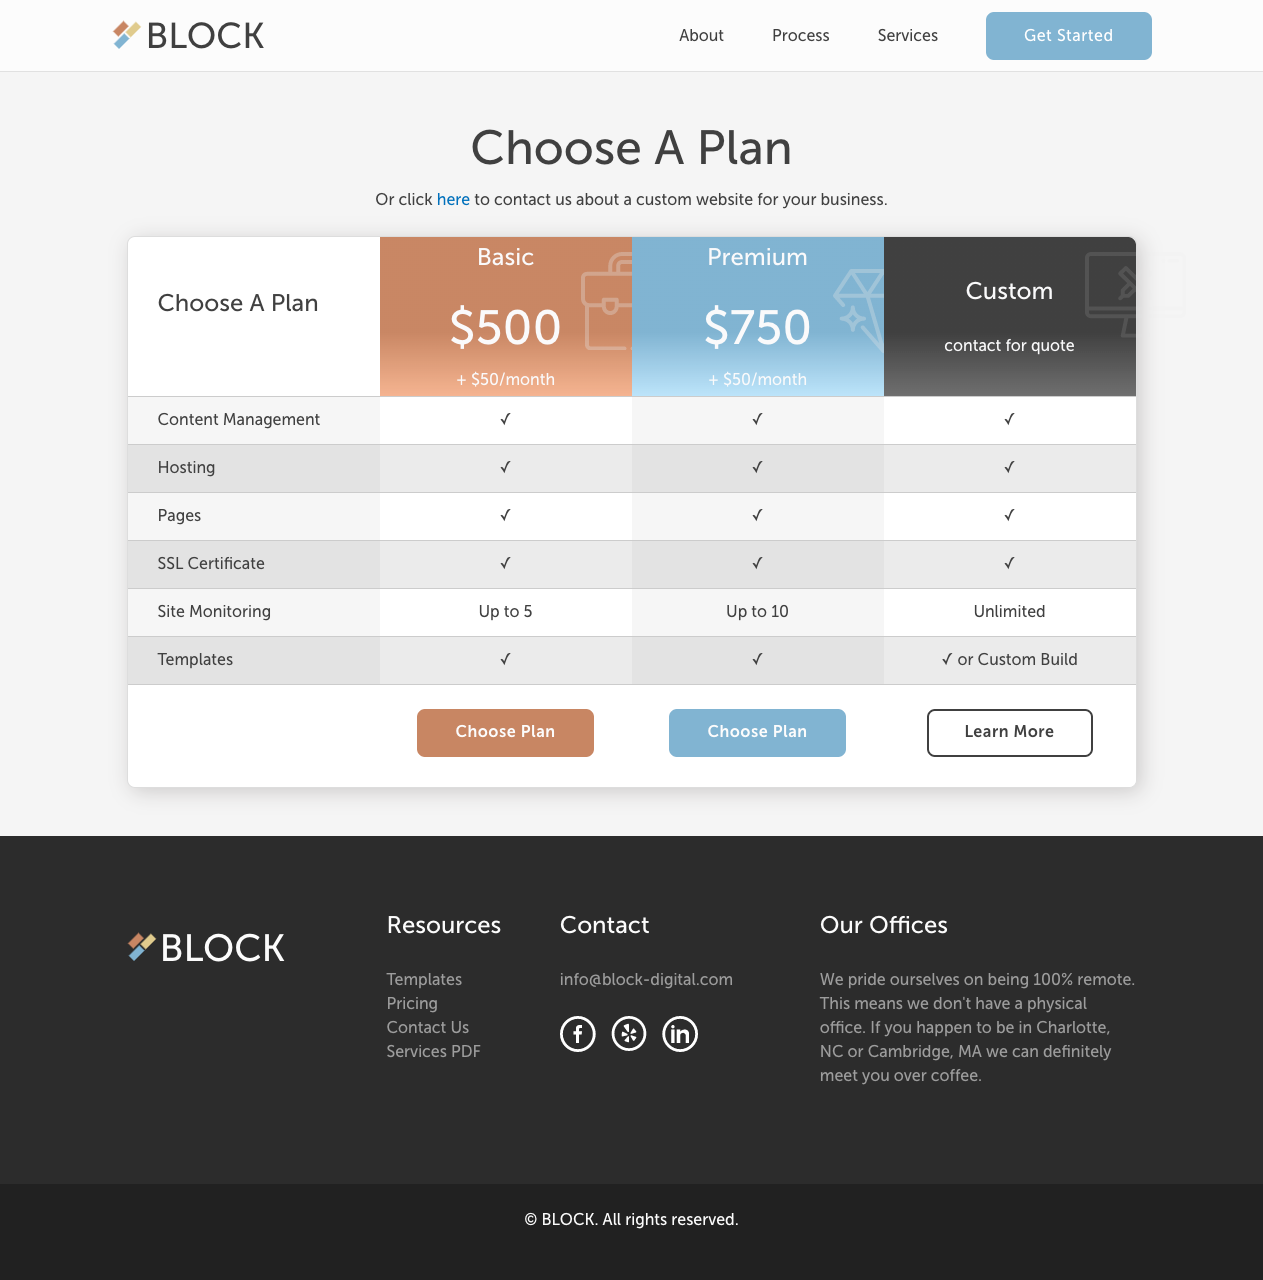 BLOCK
About Process Services Get Started
Choose A Plan
Or click here to contact us about a custom website for your business.
Choose A Plan
Basic
$500
+ $50/month
Premium
$750
+ $50/month
Custom
contact for quote
Content Management ✓ ✓ ✓
Hosting ✓ ✓ ✓
Pages ✓ ✓ ✓
SSL Certificate ✓ ✓ ✓
Site Monitoring Up to 5 Up to 10 Unlimited
Templates ✓ ✓ ✓ or Custom Build
Choose Plan Choose Plan Learn More
BLOCK
Resources
Templates
Pricing
Contact Us
Services PDF
Contact
info@block-digital.com
f in
Our Offices
We pride ourselves on being 100% remote.
This means we don't have a physical
office. If you happen to be in Charlotte,
NC or Cambridge, MA we can definitely
meet you over coffee.
© BLOCK. All rights reserved.